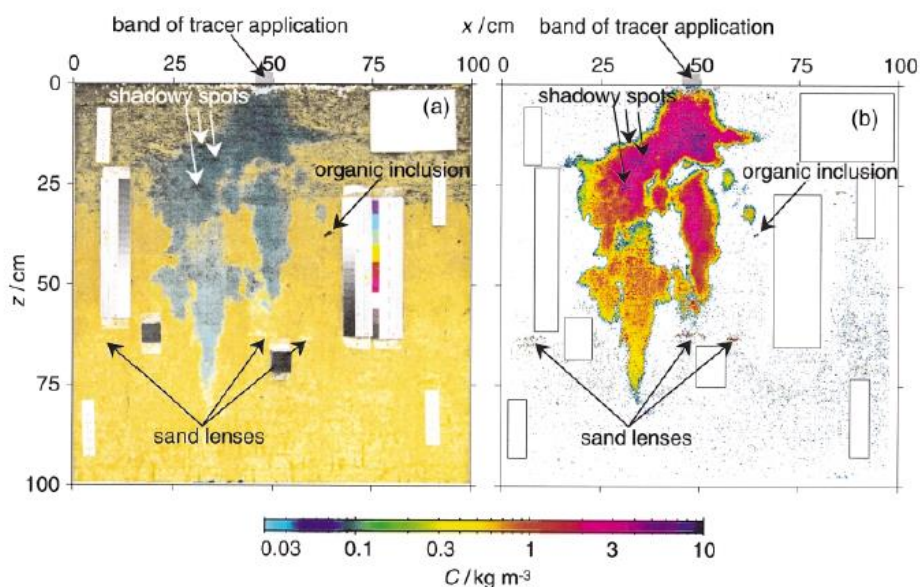 band of tracer application x/cm band of tracer application
0 25 50 75 100 25 50 75 100
0
shadowy spots (a) shadowy spots (b)
25
organic inclusion organic inclusion
z/cm
50
75
sand lenses sand lenses
100
0.03 0.1 0.3 1 3 10
C/kg m⁻³